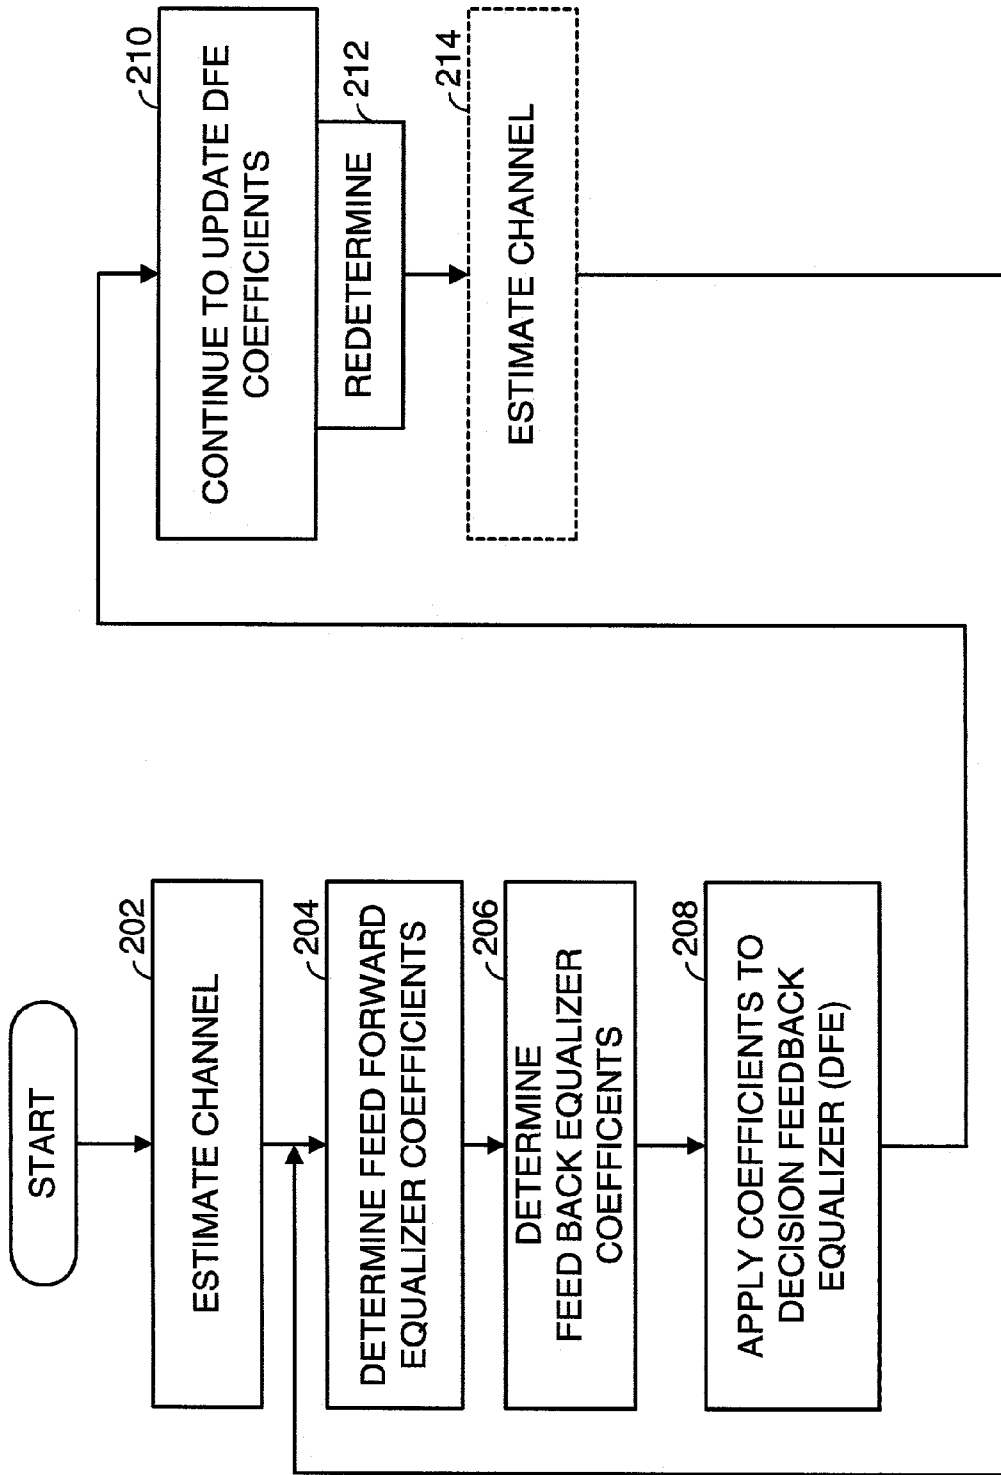 START
202
ESTIMATE CHANNEL
204
DETERMINE FEED FORWARD
EQUALIZER COEFFICIENTS
206
DETERMINE
FEED BACK EQUALIZER
COEFFICENTS
208
APPLY COEFFICIENTS TO
DECISION FEEDBACK
EQUALIZER (DFE)
210
CONTINUE TO UPDATE DFE
COEFFICIENTS
212
REDETERMINE
214
ESTIMATE CHANNEL